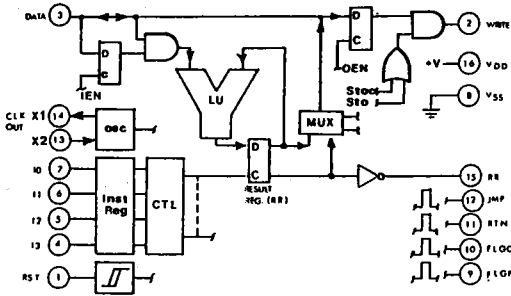 DATA 3
D
C
IEN
LU
D
C
OEN
2 WRITE
+V 16 VDD
Stoc
Sto
8 VSS
MUX
CLK OUT
X1 14
X2 13
OSC
D
C
RESULT
REG. (RR)
I0 7
I1 6
I2 5
I3 4
Inst
Reg
CTL
15 RR
12 JMP
11 RTN
10 FLGO
9 FLGF
RST 1